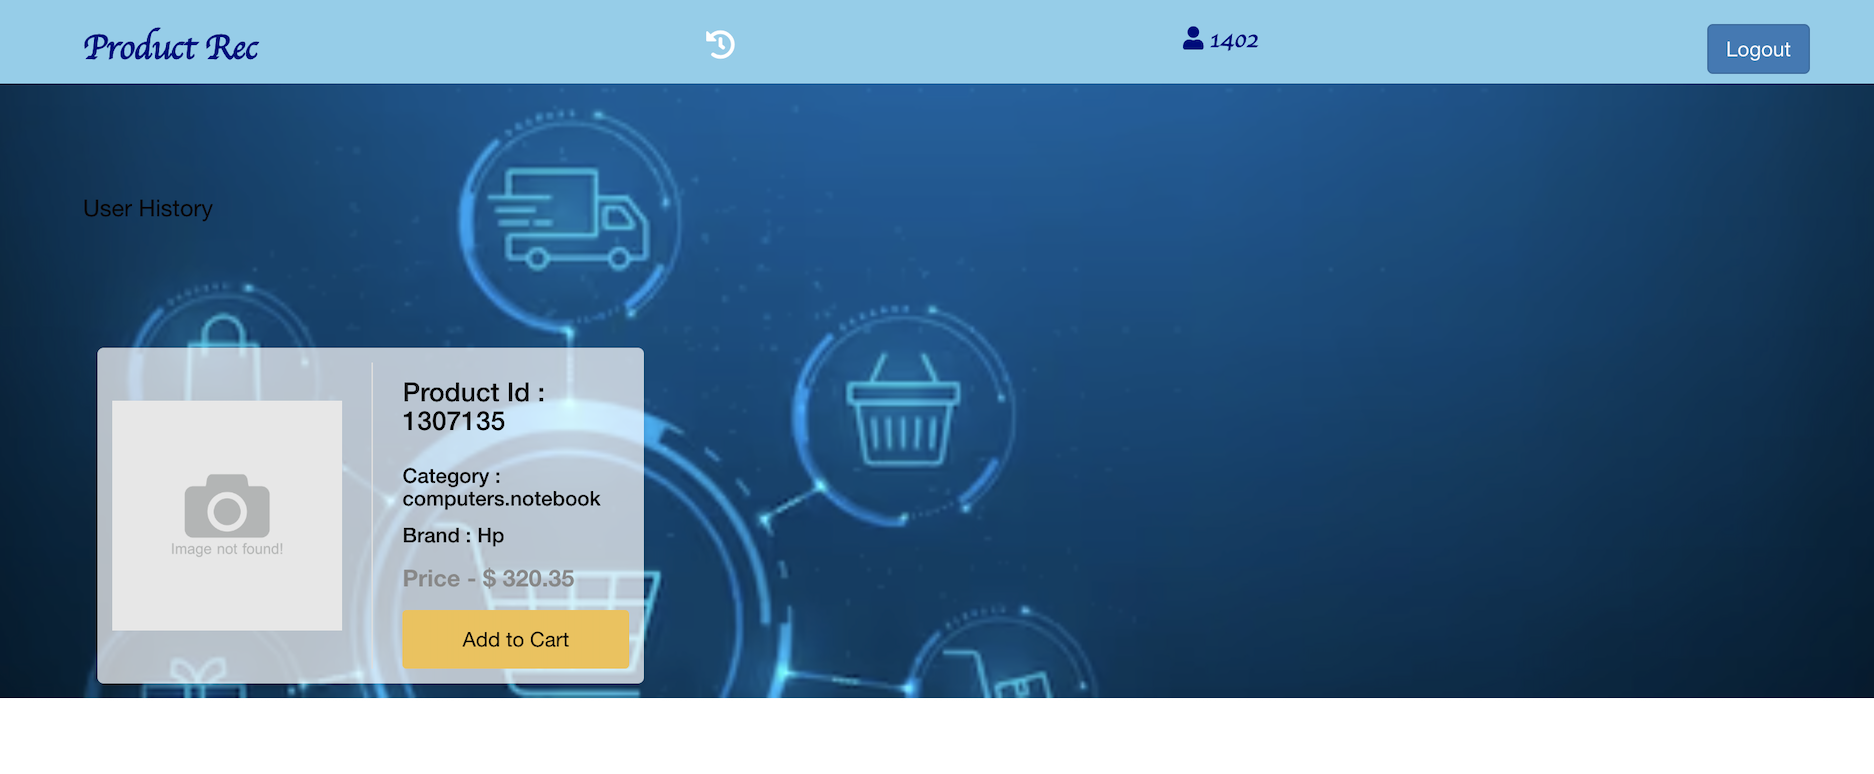 Product Rec
1402
Logout
User History
Product Id :
1307135
Category :
computers.notebook
Brand : Hp
Price - $ 320.35
Add to Cart
Image not found!